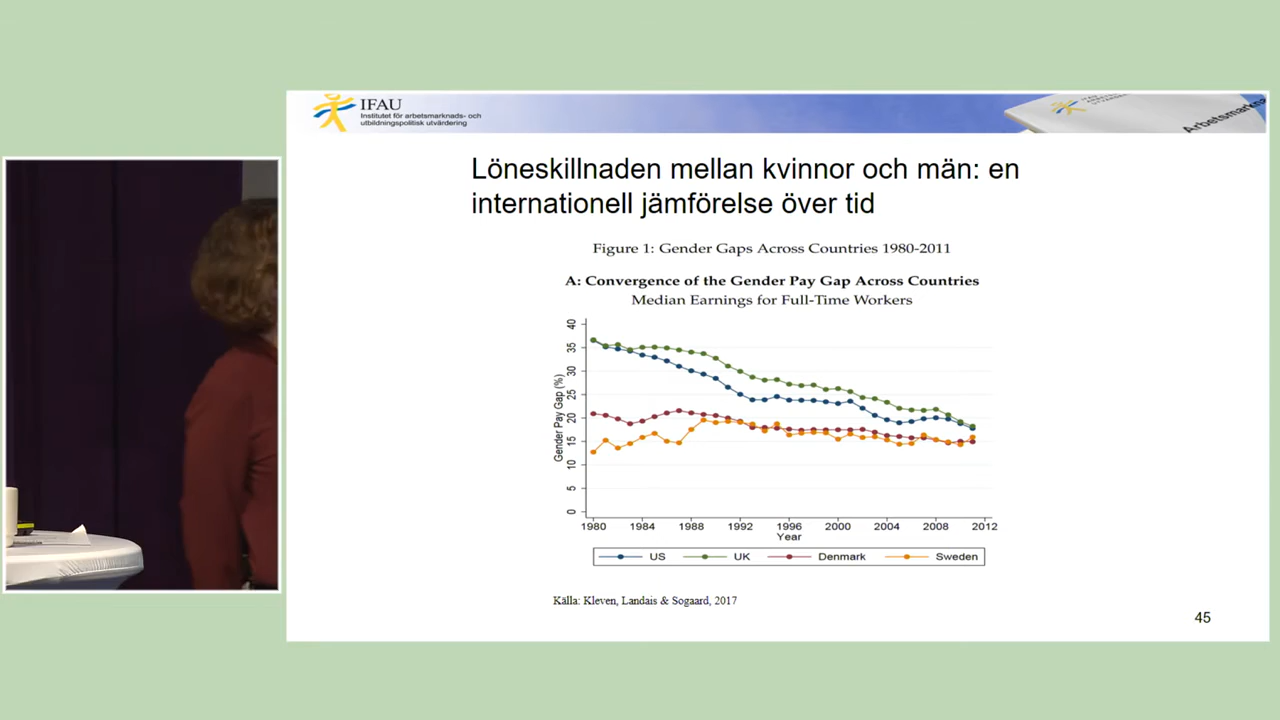 IFAU
Institutet för arbetsmarknads- och
utbildningspolitisk utvärdering
Löneskillnaden mellan kvinnor och män: en
internationell jämförelse över tid
Figure 1: Gender Gaps Across Countries 1980-2011
A: Convergence of the Gender Pay Gap Across Countries
Median Earnings for Full-Time Workers
Gender Pay Gap (%)
40
35
30
25
20
15
10
5
0
1980 1984 1988 1992 1996 2000 2004 2008 2012
Year
US UK Denmark Sweden
Källa: Kleven, Landais & Sogaard, 2017
45